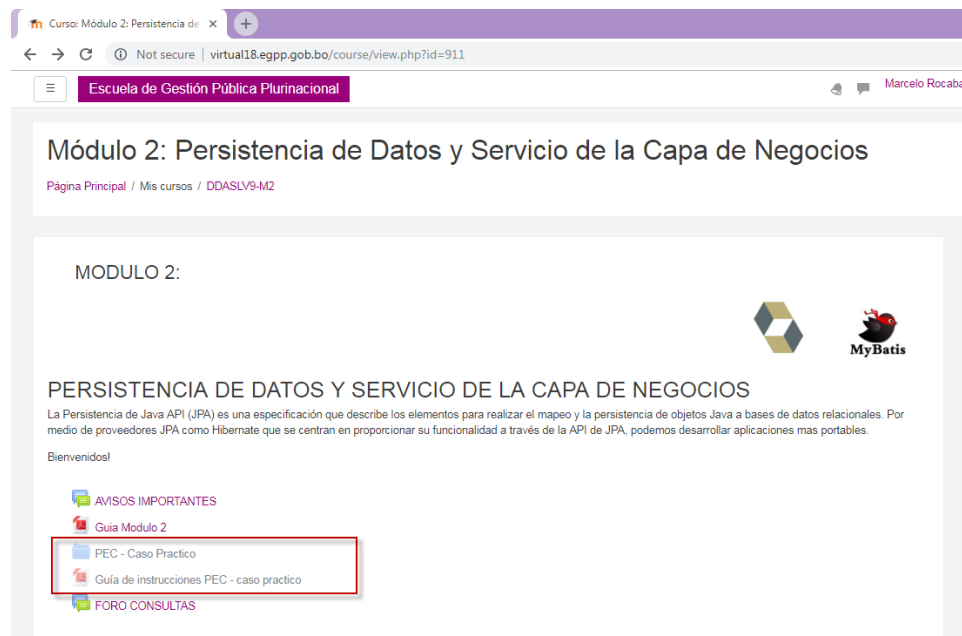 Curso: Módulo 2: Persistencia de
Not secure | virtual18.egpp.gob.bo/course/view.php?id=911
Escuela de Gestión Pública Plurinacional
Marcelo Rocaba
Módulo 2: Persistencia de Datos y Servicio de la Capa de Negocios
Página Principal / Mis cursos / DDASLV9-M2
MODULO 2:
MyBatis
PERSISTENCIA DE DATOS Y SERVICIO DE LA CAPA DE NEGOCIOS
La Persistencia de Java API (JPA) es una especificación que describe los elementos para realizar el mapeo y la persistencia de objetos Java a bases de datos relacionales. Por
medio de proveedores JPA como Hibernate que se centran en proporcionar su funcionalidad a través de la API de JPA, podemos desarrollar aplicaciones mas portables.
Bienvenidos!
AVISOS IMPORTANTES
Guia Modulo 2
PEC - Caso Practico
Guía de instrucciones PEC - caso practico
FORO CONSULTAS